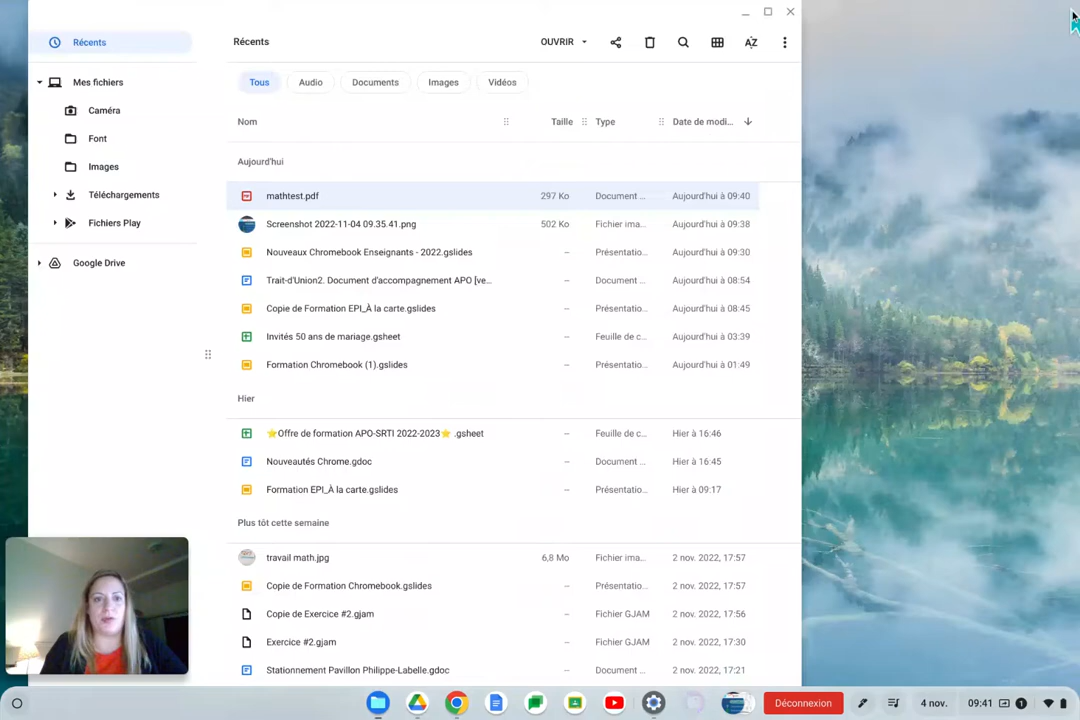 Récents
Récents
OUVRIR
AZ
Mes fichiers
Caméra
Font
Images
Téléchargements
Fichiers Play
Google Drive
Tous Audio Documents Images Vidéos
Nom Taille Type Date de modi...
Aujourd'hui
mathtest.pdf 297 Ko Document ... Aujourd'hui à 09:40
Screenshot 2022-11-04 09.35.41.png 502 Ko Fichier ima... Aujourd'hui à 09:38
Nouveaux Chromebook Enseignants - 2022.gslides -- Présentatio... Aujourd'hui à 09:30
Trait-d'Union2. Document d'accompagnement APO [ve... -- Document ... Aujourd'hui à 08:54
Copie de Formation EPI_À la carte.gslides -- Présentatio... Aujourd'hui à 08:45
Invités 50 ans de mariage.gsheet -- Feuille de c... Aujourd'hui à 03:39
Formation Chromebook (1).gslides -- Présentatio... Aujourd'hui à 01:49
Hier
⭐Offre de formation APO-SRTI 2022-2023⭐ .gsheet -- Feuille de c... Hier à 16:46
Nouveautés Chrome.gdoc -- Document ... Hier à 16:45
Formation EPI_À la carte.gslides -- Présentatio... Hier à 09:17
Plus tôt cette semaine
travail math.jpg 6,8 Mo Fichier ima... 2 nov. 2022, 17:57
Copie de Formation Chromebook.gslides -- Présentatio... 2 nov. 2022, 17:57
Copie de Exercice #2.gjam -- Fichier GJAM 2 nov. 2022, 17:56
Exercice #2.gjam -- Fichier GJAM 2 nov. 2022, 17:30
Stationnement Pavillon Philippe-Labelle.gdoc -- Document ... 2 nov. 2022, 17:21
Déconnexion 4 nov. 09:41 1